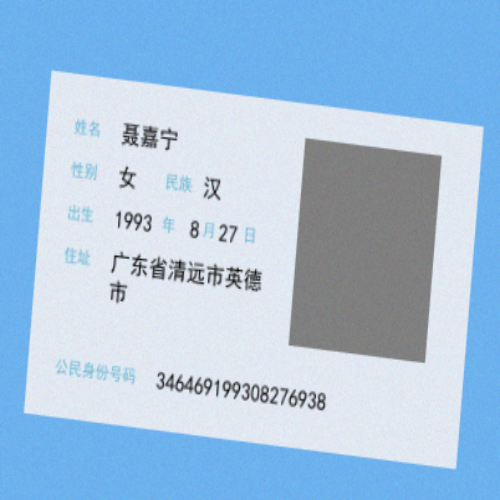 姓名 聂嘉宁
性别 女 民族 汉
出生 1993 年 8 月 27 日
住址 广东省清远市英德
市
公民身份号码 346469199308276938